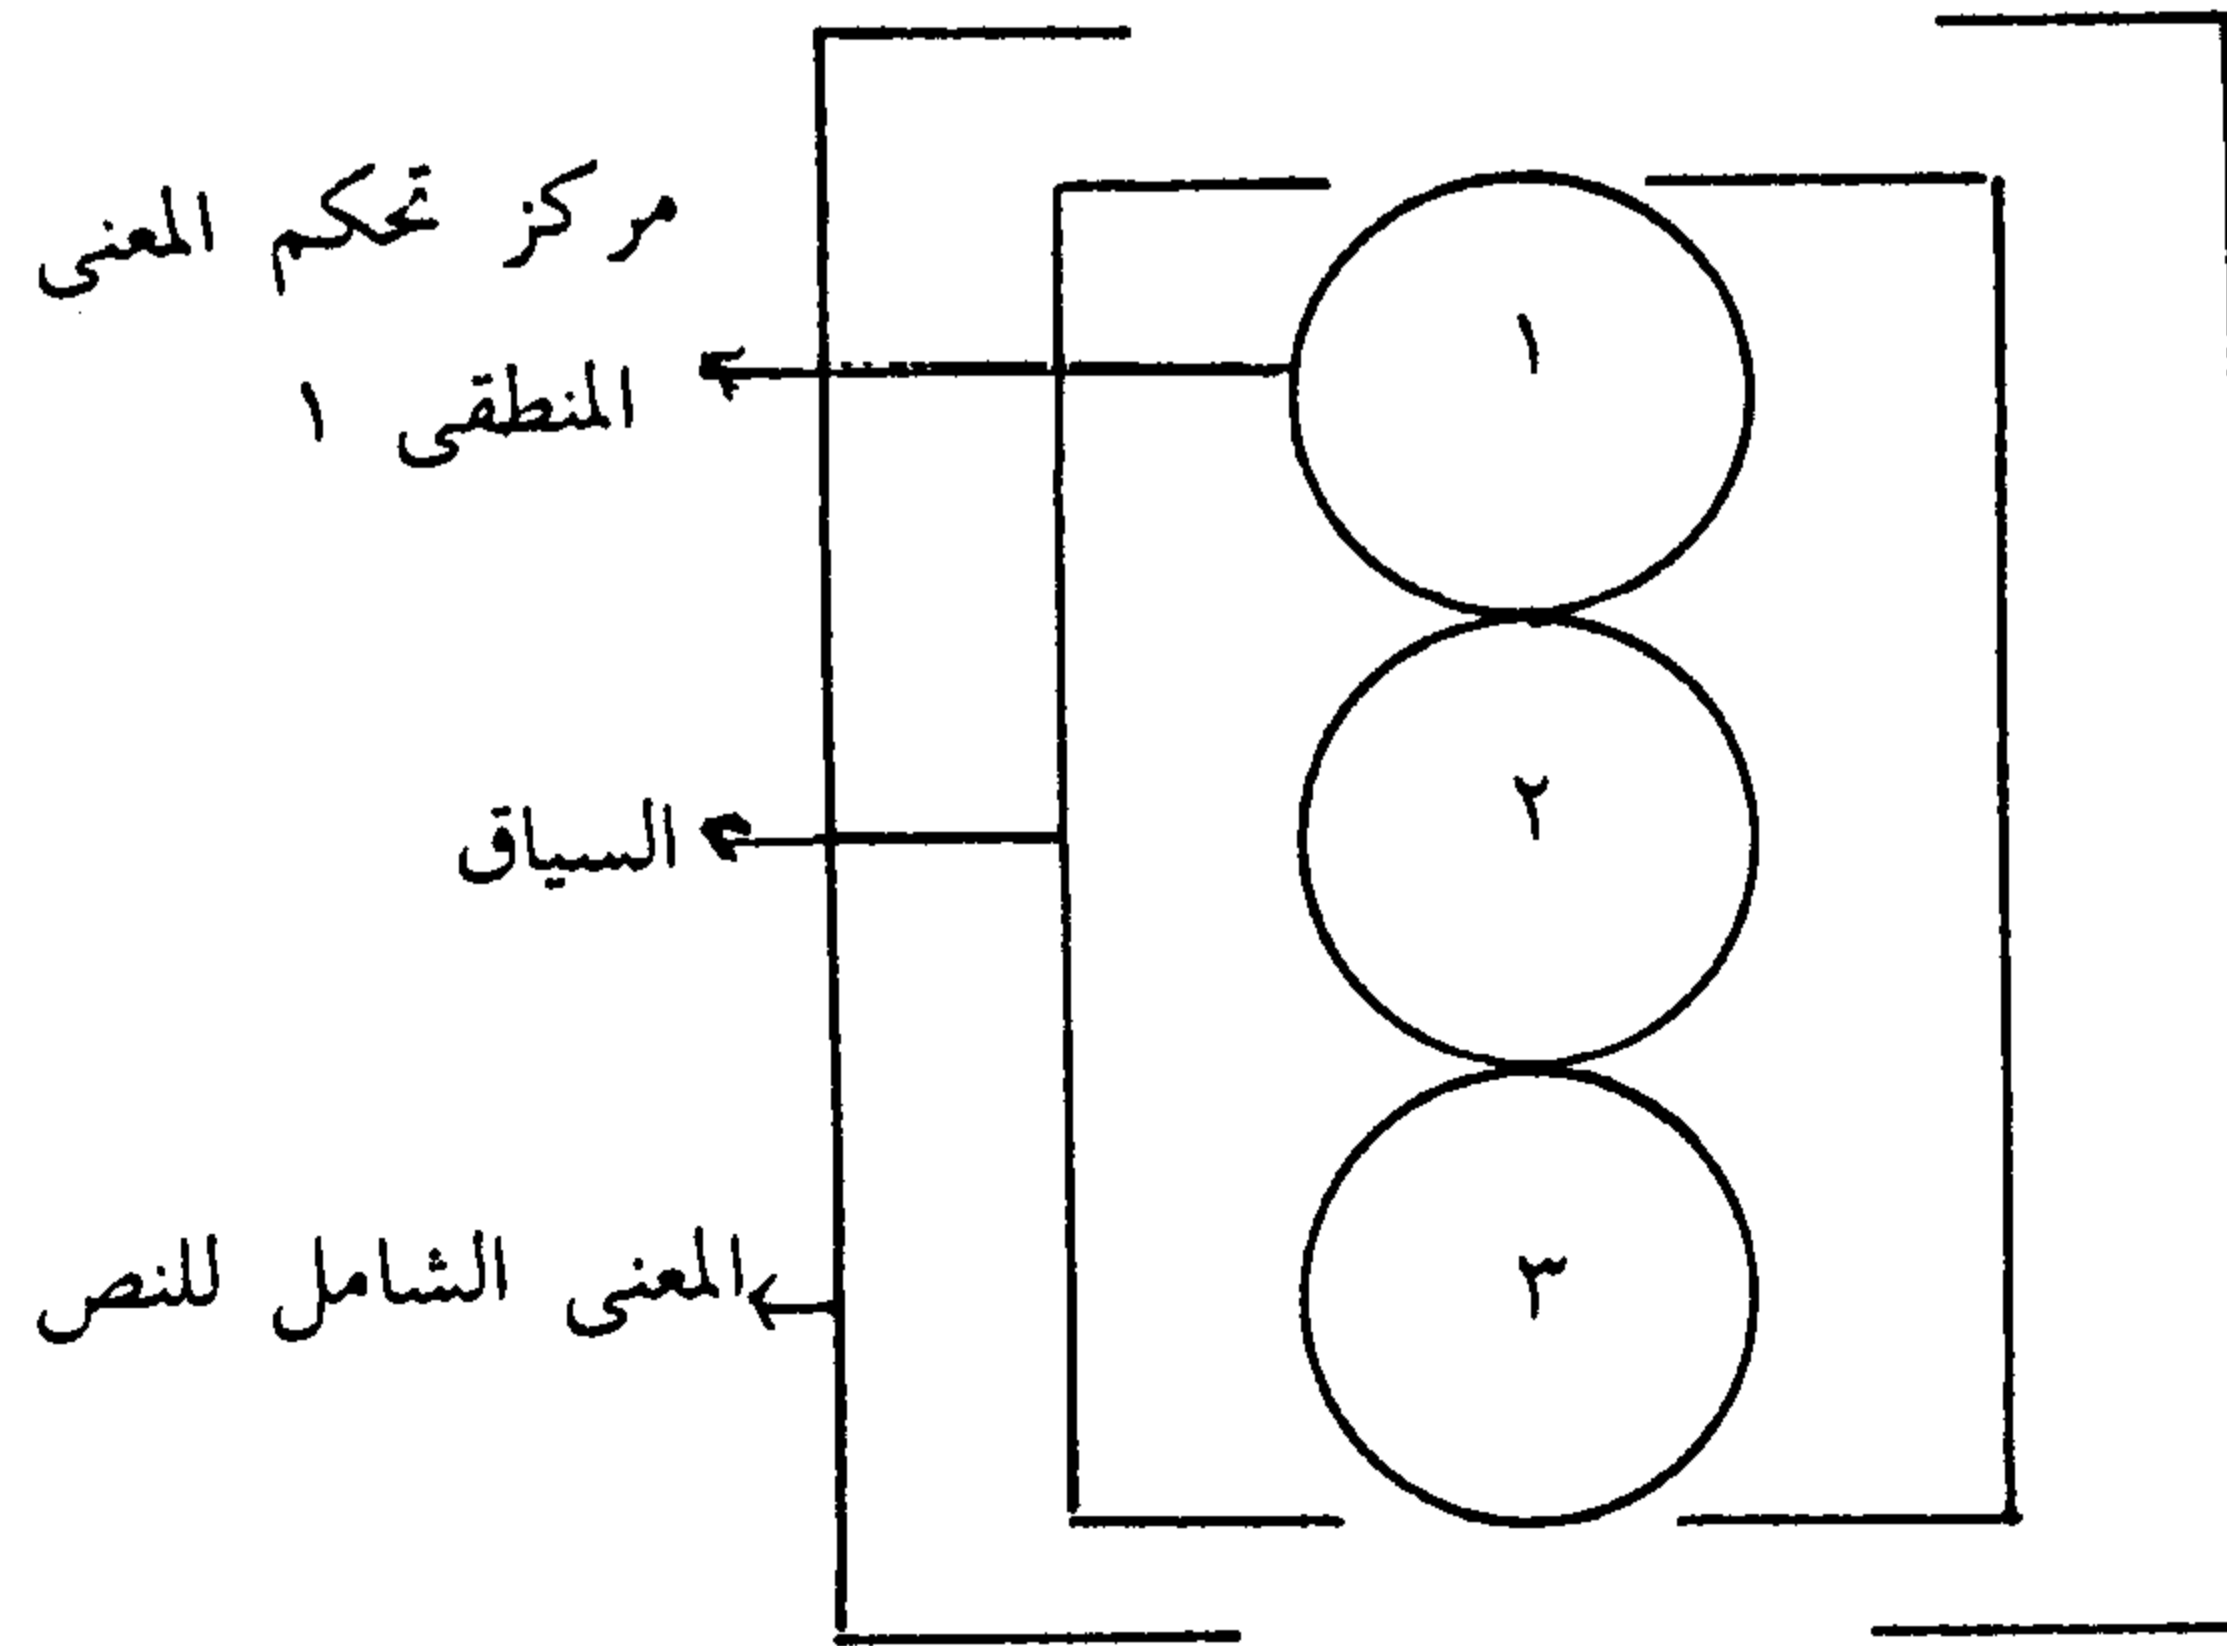 مركز تحكم المعنى
المنطقى ١
السياق
المعنى الشامل للنص
١
٢
٣